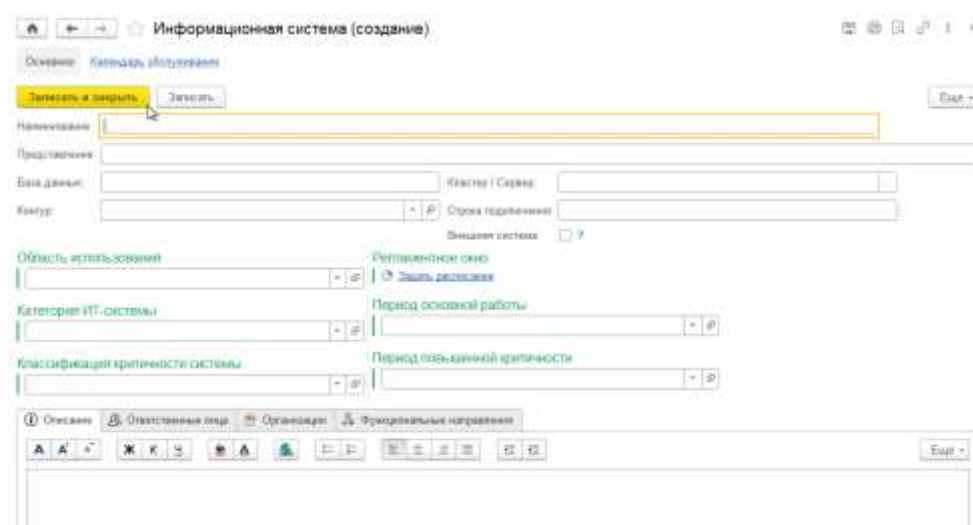 Информационная система (создание)
Основное Календарь обслуживания
Записать и закрыть Записать Еще
Наименование
Представление
База данных: Кластер / Сервер:
Контур: Строка подключения:
Внешняя система: ?
Область использования Регламентное окно
Задать расписание
Категория ИТ-системы Период основной работы
Классификация критичности системы Период повышенной критичности
Описание Ответственные лица Организации Функциональные направления
А А А Ж К Ч А Еще